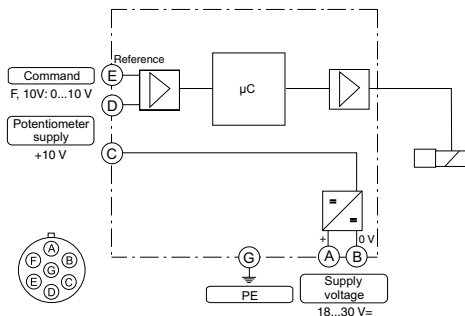 Reference
Command
E
F, 10V: 0...10 V
D
µC
Potentiometer
supply
+10 V
C
+
0 V
A
B
G
PE
Supply
voltage
18...30 V=
A
F
B
G
E
C
D